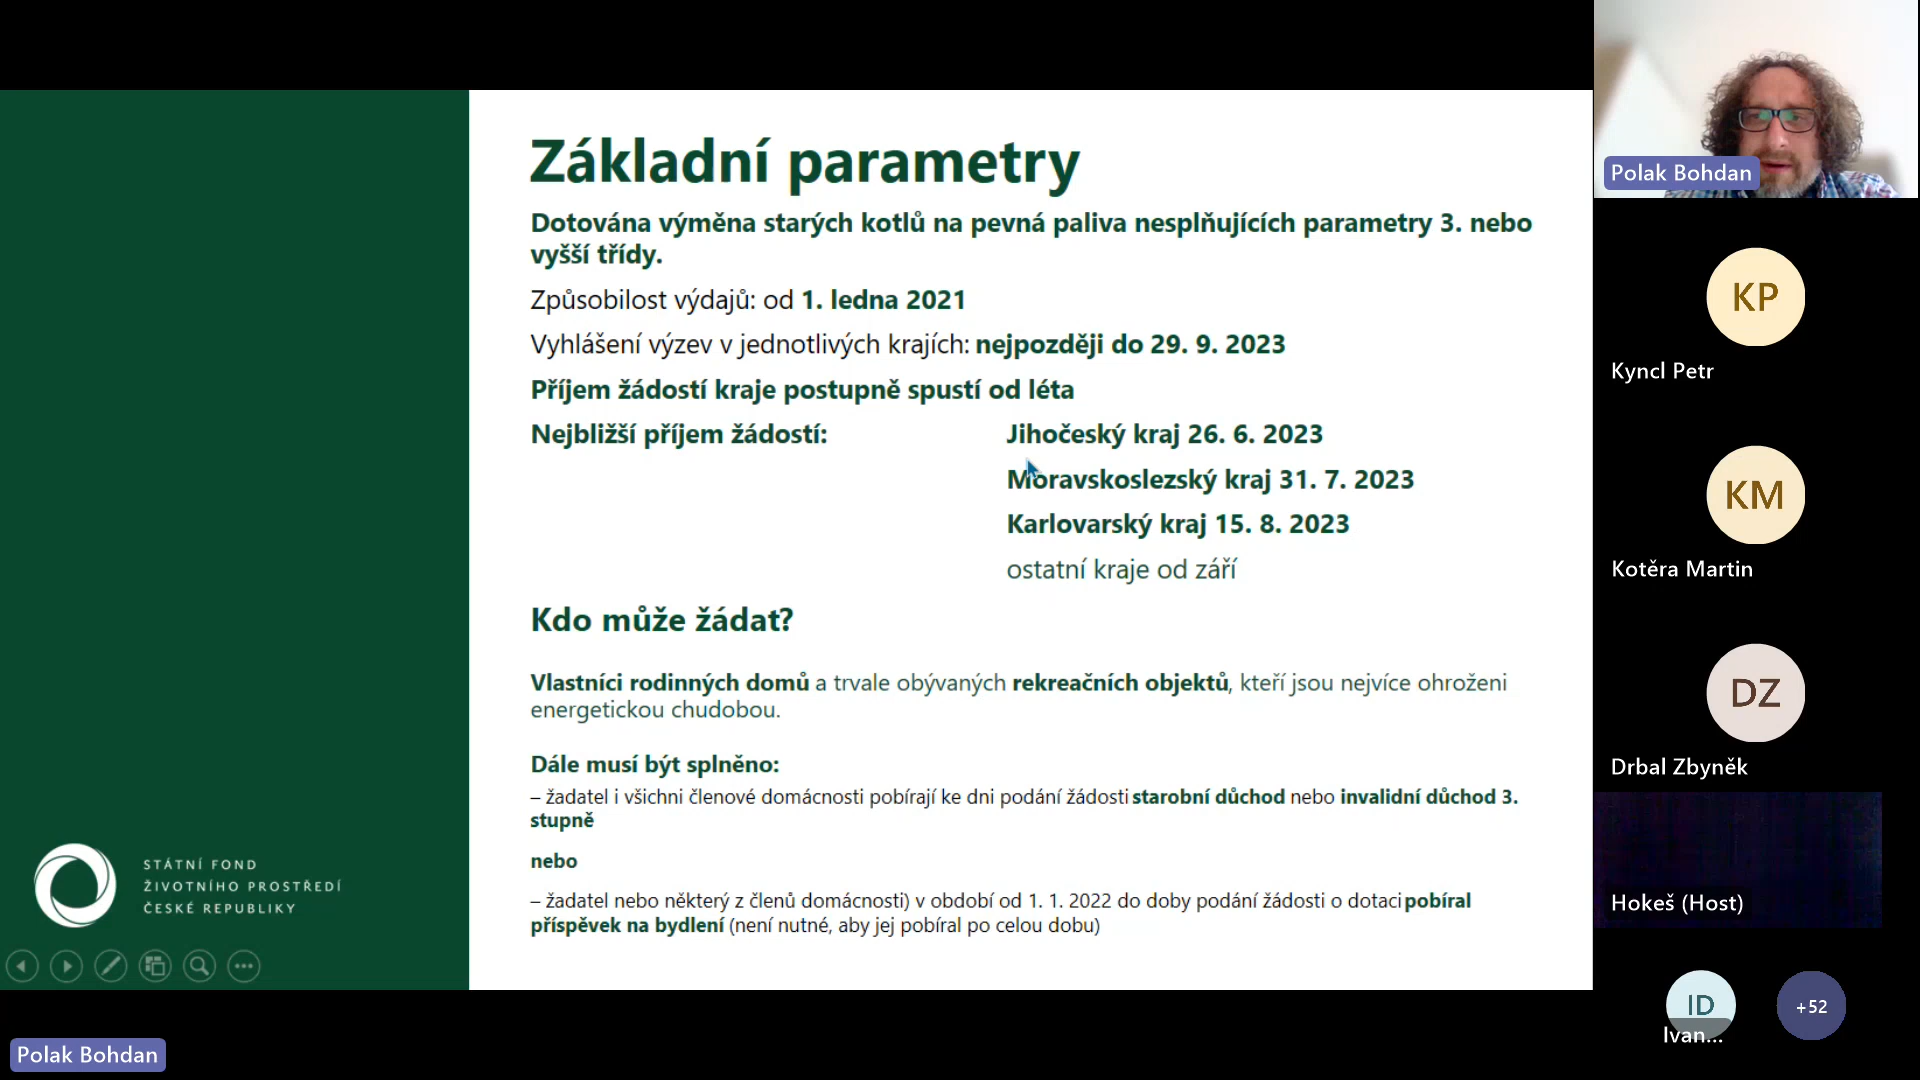 Základní parametry
Dotována výměna starých kotlů na pevná paliva nesplňujících parametry 3. nebo
vyšší třídy.
Způsobilost výdajů: od 1. ledna 2021
Vyhlášení výzev v jednotlivých krajích: nejpozději do 29. 9. 2023
Příjem žádostí kraje postupně spustí od léta
Nejbližší příjem žádostí: Jihočeský kraj 26. 6. 2023
Moravskoslezský kraj 31. 7. 2023
Karlovarský kraj 15. 8. 2023
ostatní kraje od září
Kdo může žádat?
Vlastníci rodinných domů a trvale obývaných rekreačních objektů, kteří jsou nejvíce ohroženi
energetickou chudobou.
Dále musí být splněno:
– žadatel i všichni členové domácnosti pobírají ke dni podání žádosti starobní důchod nebo invalidní důchod 3.
stupně
nebo
– žadatel nebo některý z členů domácnosti) v období od 1. 1. 2022 do doby podání žádosti o dotaci pobíral
příspěvek na bydlení (není nutné, aby jej pobíral po celou dobu)
STÁTNÍ FOND
ŽIVOTNÍHO PROSTŘEDÍ
ČESKÉ REPUBLIKY
Polak Bohdan
Polak Bohdan
KP
Kyncl Petr
KM
Kotěra Martin
DZ
Drbal Zbyněk
Hokeš (Host)
ID
Ivan...
+52